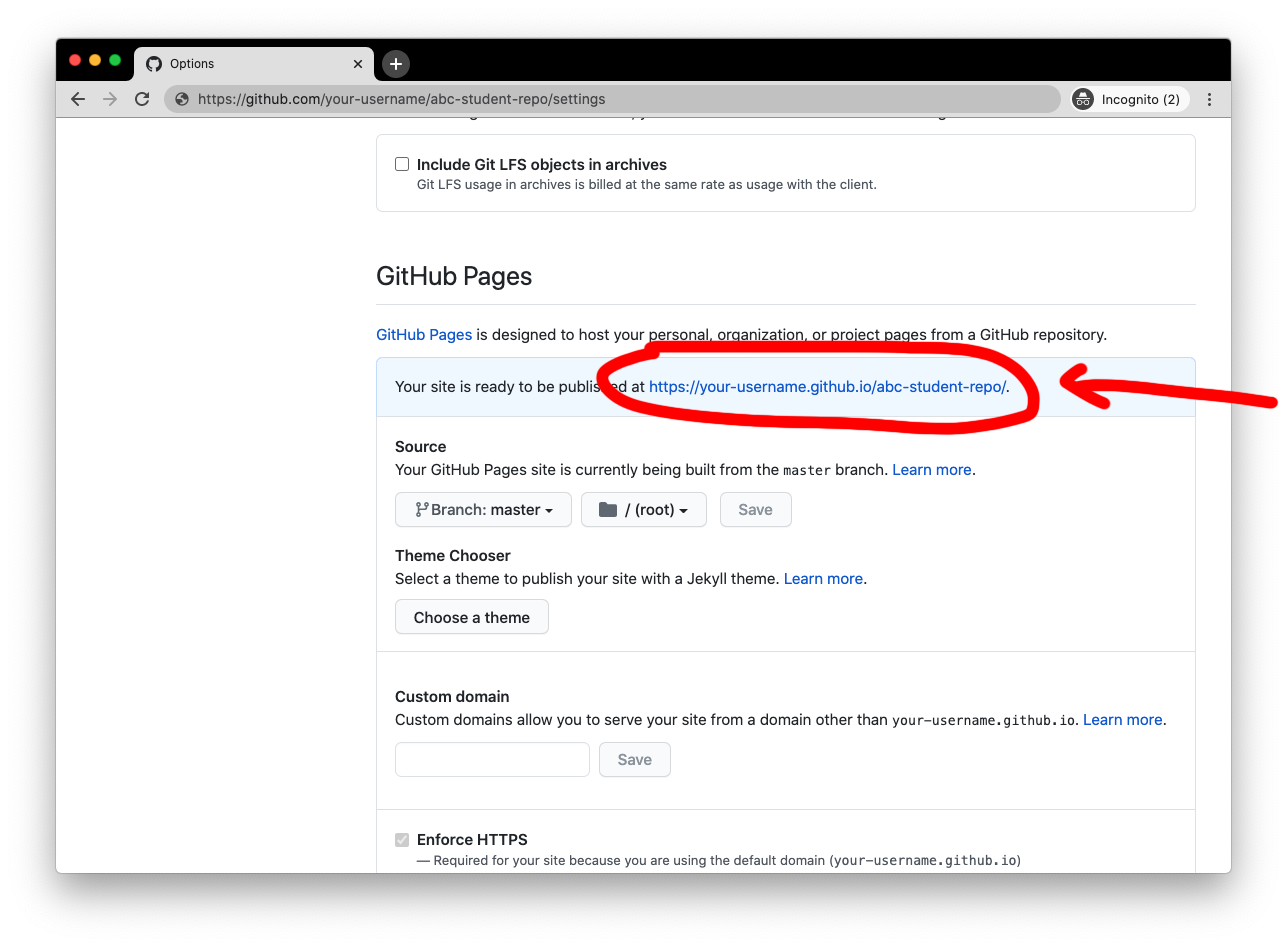 Options
https://github.com/your-username/abc-student-repo/settings
Incognito (2)
Include Git LFS objects in archives
Git LFS usage in archives is billed at the same rate as usage with the client.
GitHub Pages
GitHub Pages is designed to host your personal, organization, or project pages from a GitHub repository.
Your site is ready to be published at https://your-username.github.io/abc-student-repo/.
Source
Your GitHub Pages site is currently being built from the master branch. Learn more.
Branch: master / (root) Save
Theme Chooser
Select a theme to publish your site with a Jekyll theme. Learn more.
Choose a theme
Custom domain
Custom domains allow you to serve your site from a domain other than your-username.github.io. Learn more.
Save
Enforce HTTPS
— Required for your site because you are using the default domain (your-username.github.io)